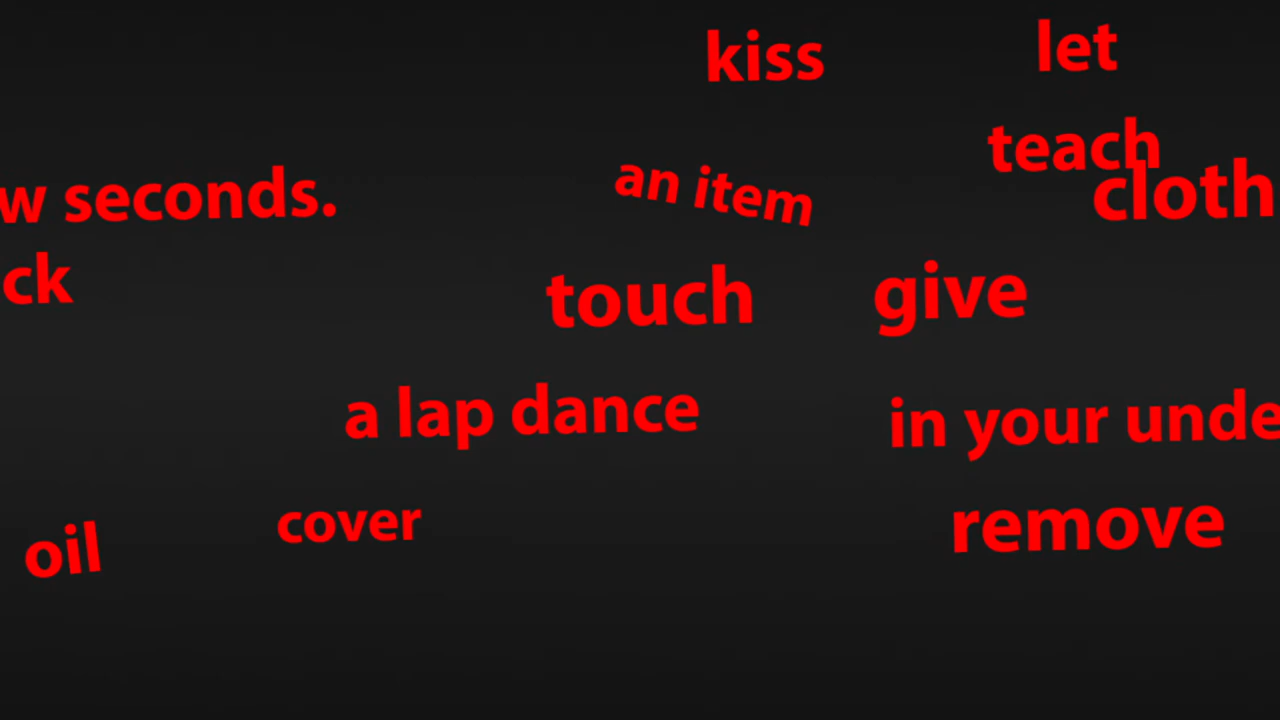 kiss
let
teach
w seconds.
an item
cloth
ck
touch
give
a lap dance
in your unde
cover
remove
oil